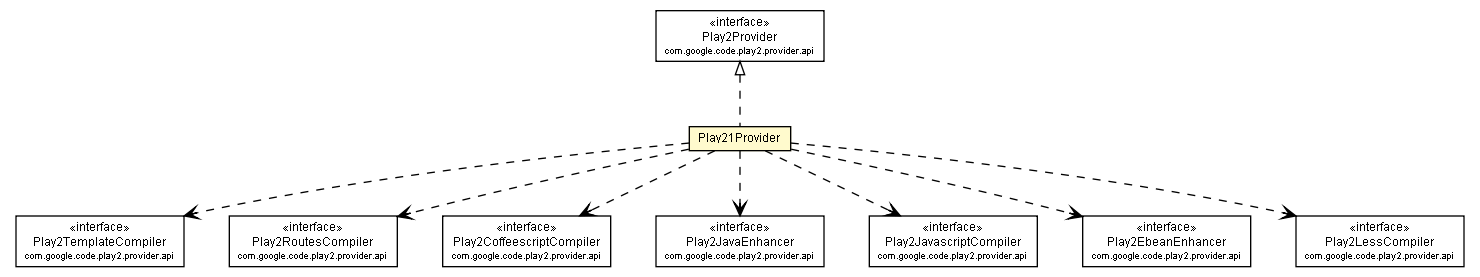 «interface»
Play2Provider
com.google.code.play2.provider.api
Play21Provider
«interface»
Play2TemplateCompiler
com.google.code.play2.provider.api
«interface»
Play2RoutesCompiler
com.google.code.play2.provider.api
«interface»
Play2CoffeescriptCompiler
com.google.code.play2.provider.api
«interface»
Play2JavaEnhancer
com.google.code.play2.provider.api
«interface»
Play2JavascriptCompiler
com.google.code.play2.provider.api
«interface»
Play2EbeanEnhancer
com.google.code.play2.provider.api
«interface»
Play2LessCompiler
com.google.code.play2.provider.api